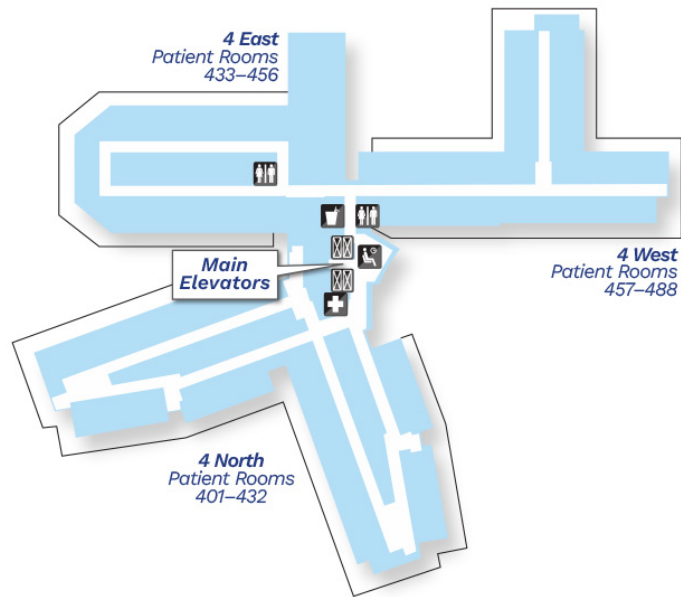 4 East
Patient Rooms
433–456
Main
Elevators
4 West
Patient Rooms
457–488
4 North
Patient Rooms
401–432